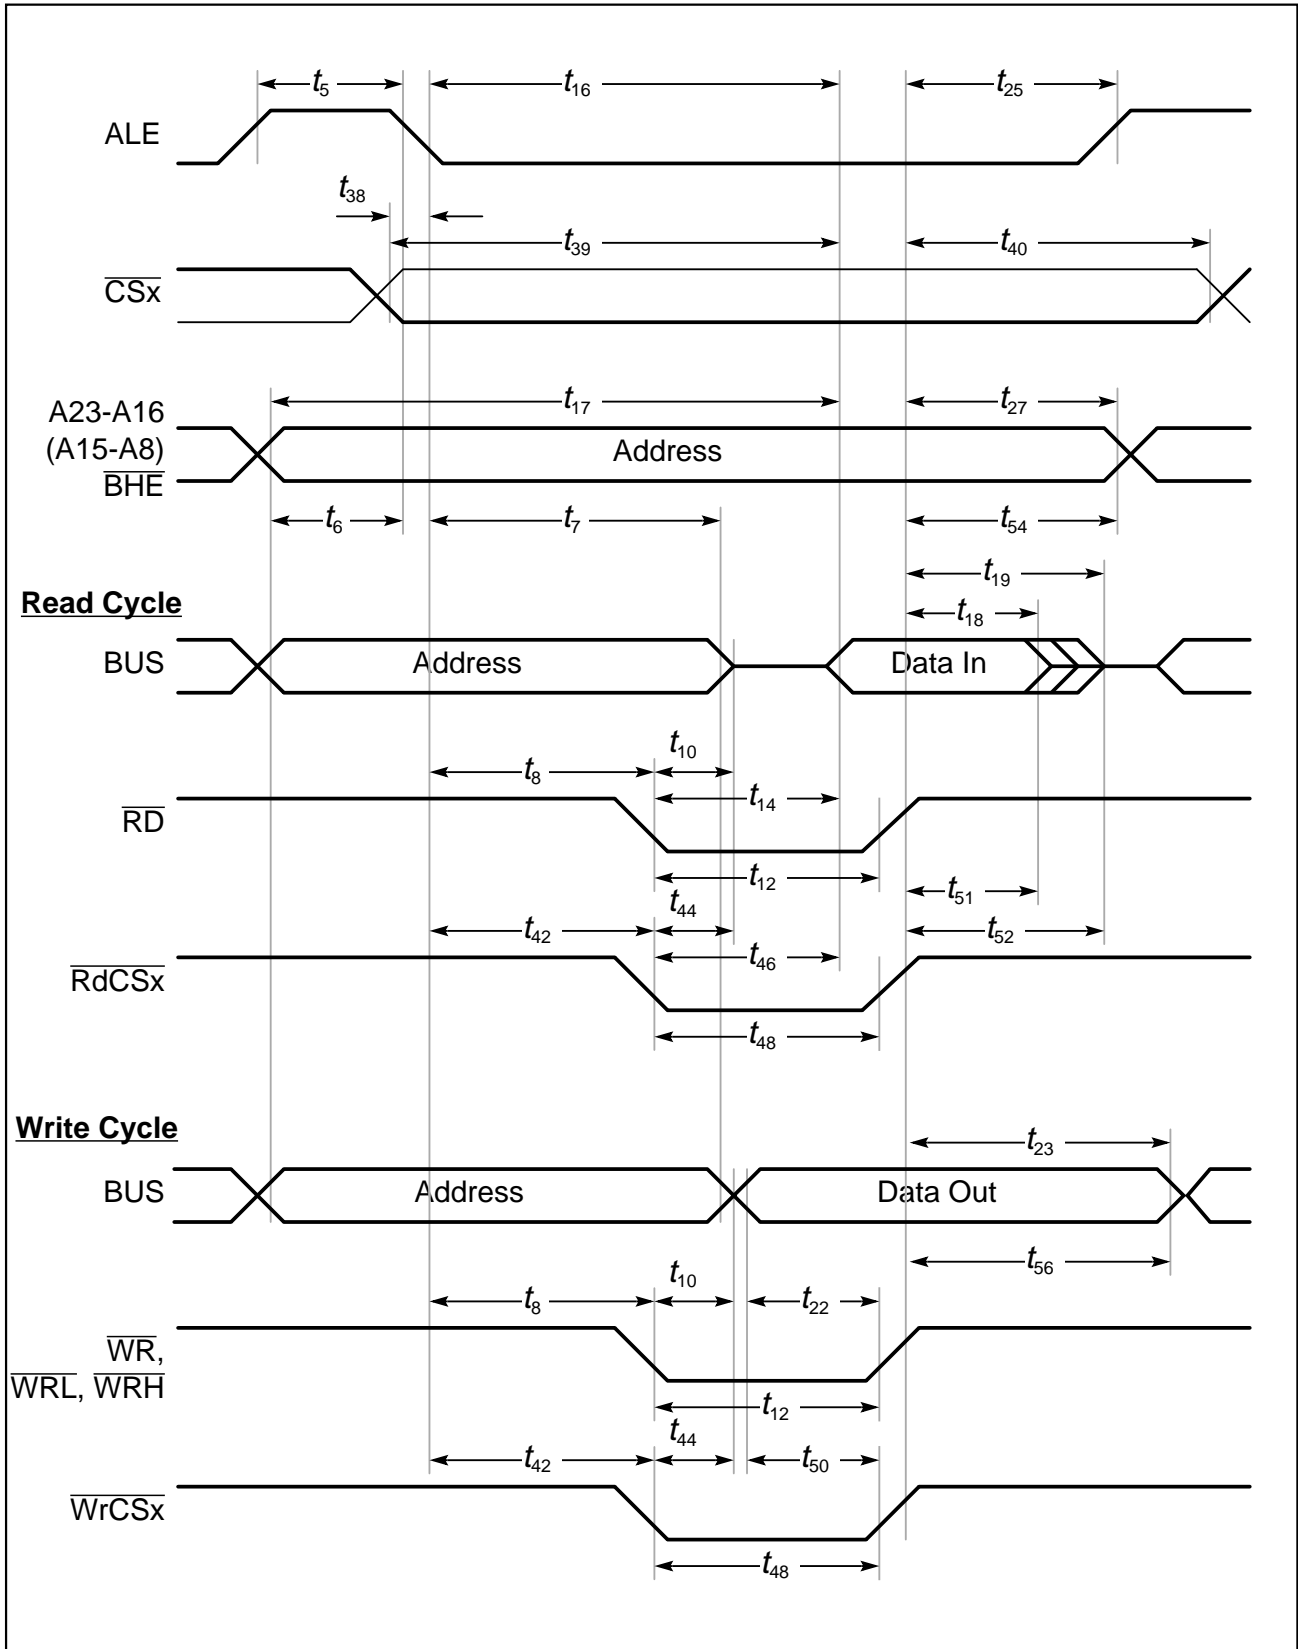 t5 t16 t25
ALE
t38
t39 t40
CSx
t17 t27
A23-A16
(A15-A8)
BHE
Address
t6 t7 t54
t19
Read Cycle
t18
BUS Address Data In
t10
t8
t14
RD
t12
t51
t44
t42 t52
t46
RdCSx
t48
Write Cycle
t23
BUS Address Data Out
t56
t10
t8 t22
WR,
WRL, WRH
t12
t44
t42 t50
WrCSx
t48